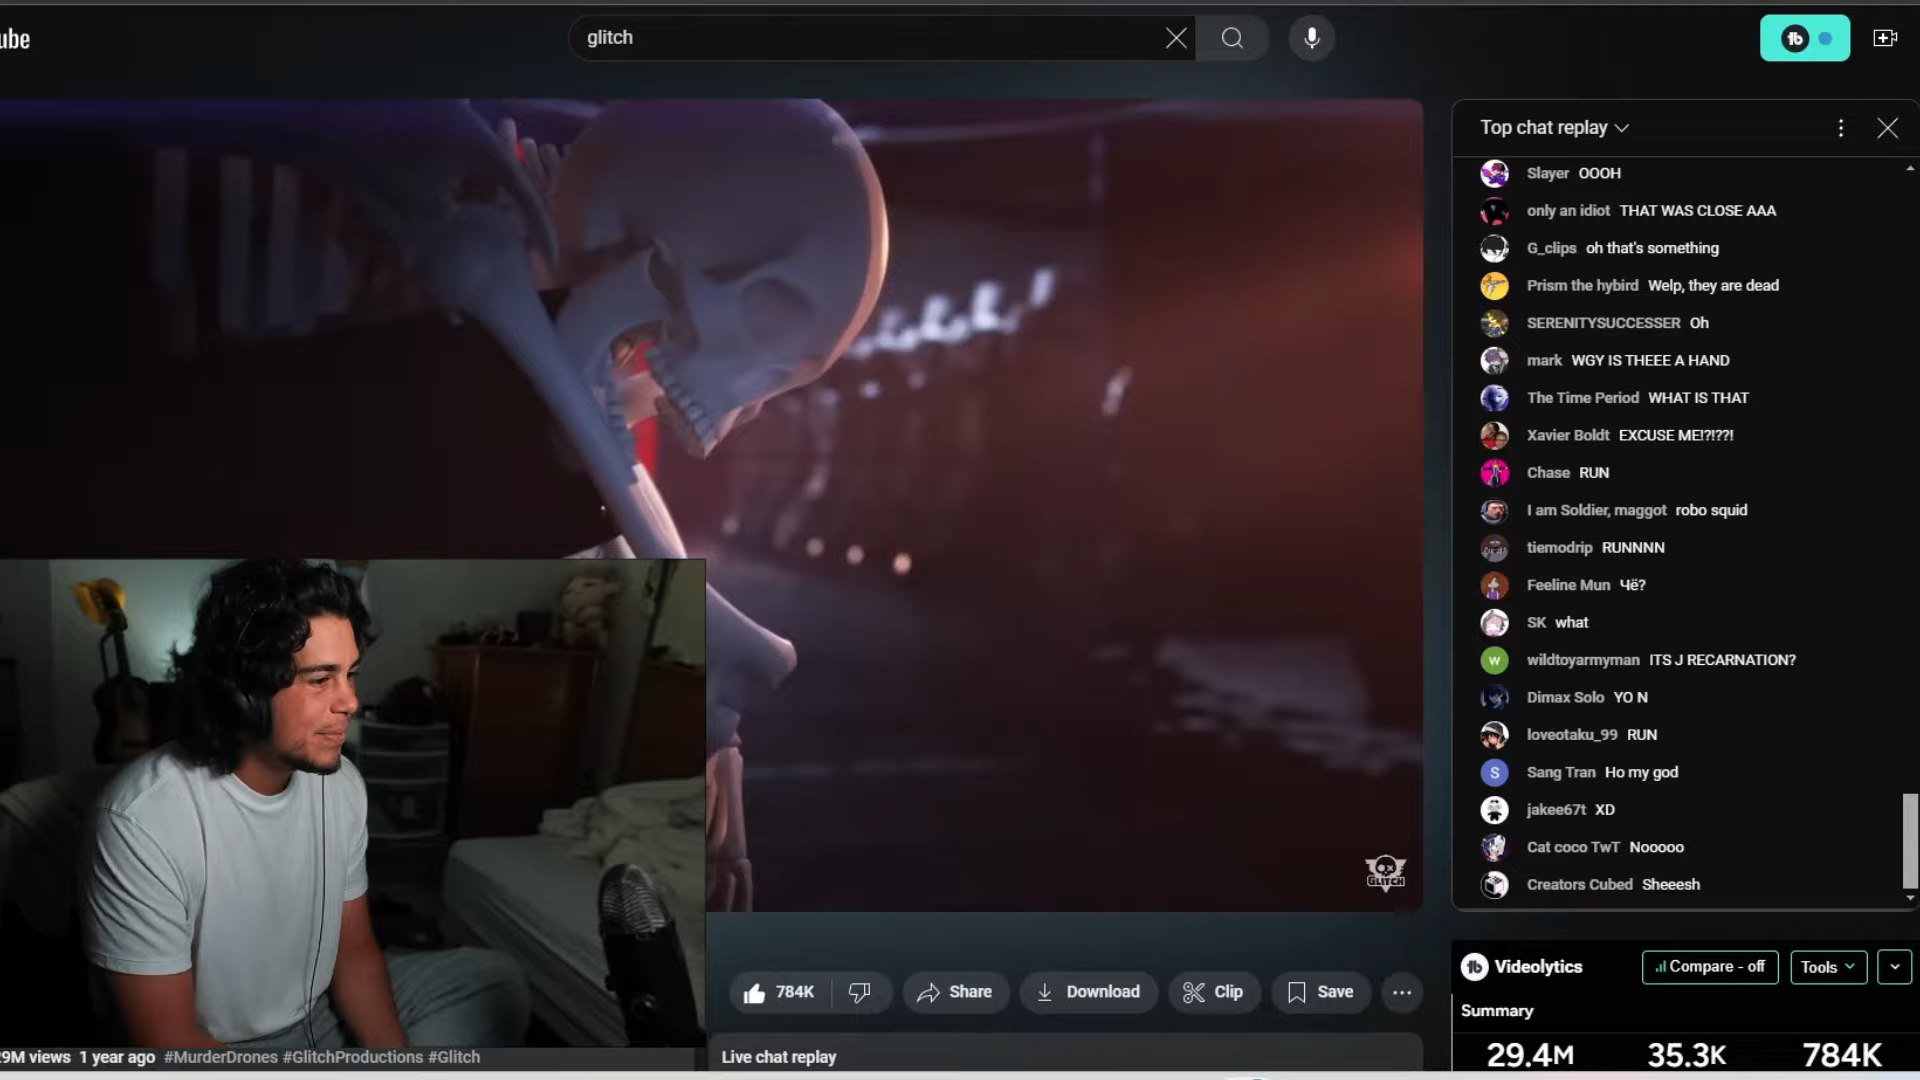 ube
glitch
Top chat replay
Slayer OOOH
only an idiot THAT WAS CLOSE AAA
G_clips oh that's something
Prism the hybird Welp, they are dead
SERENITYSUCCESSER Oh
mark WGY IS THEEE A HAND
The Time Period WHAT IS THAT
Xavier Boldt EXCUSE ME!?!??!
Chase RUN
I am Soldier, maggot robo squid
tiemodrip RUNNNN
Feeline Mun Чё?
SK what
W
wildtoyarmyman ITS J RECARNATION?
Dimax Solo YO N
loveotaku_99 RUN
S
Sang Tran Ho my god
jakee67t XD
Cat coco TwT Nooooo
Creators Cubed Sheeesh
GLITCH
784K
Share
Download
Clip
Save
29M views 1 year ago #MurderDrones #GlitchProductions #Glitch
Live chat replay
Videolytics
Compare - off
Tools
Summary
29.4M 35.3K 784K